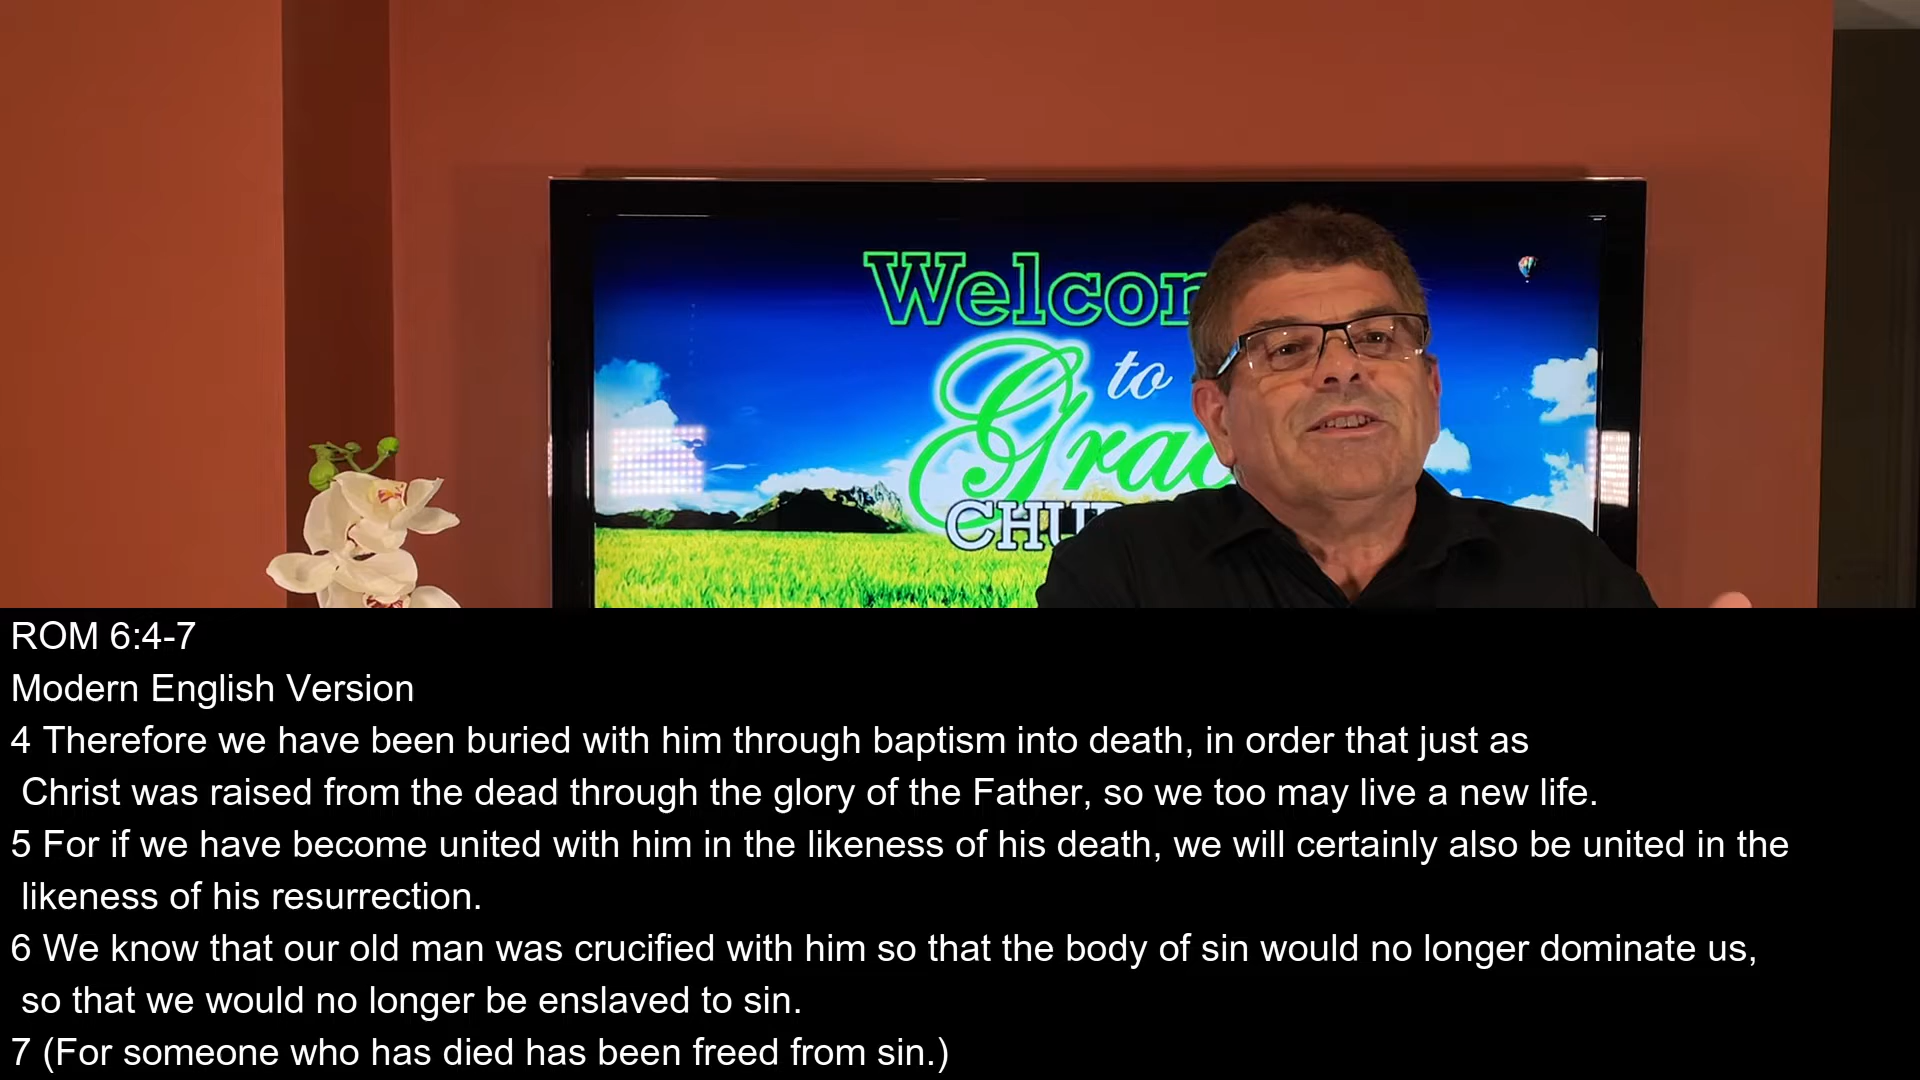 Welcom
to
Grac
CHU
ROM 6:4-7
Modern English Version
4 Therefore we have been buried with him through baptism into death, in order that just as
Christ was raised from the dead through the glory of the Father, so we too may live a new life.
5 For if we have become united with him in the likeness of his death, we will certainly also be united in the
likeness of his resurrection.
6 We know that our old man was crucified with him so that the body of sin would no longer dominate us,
so that we would no longer be enslaved to sin.
7 (For someone who has died has been freed from sin.)